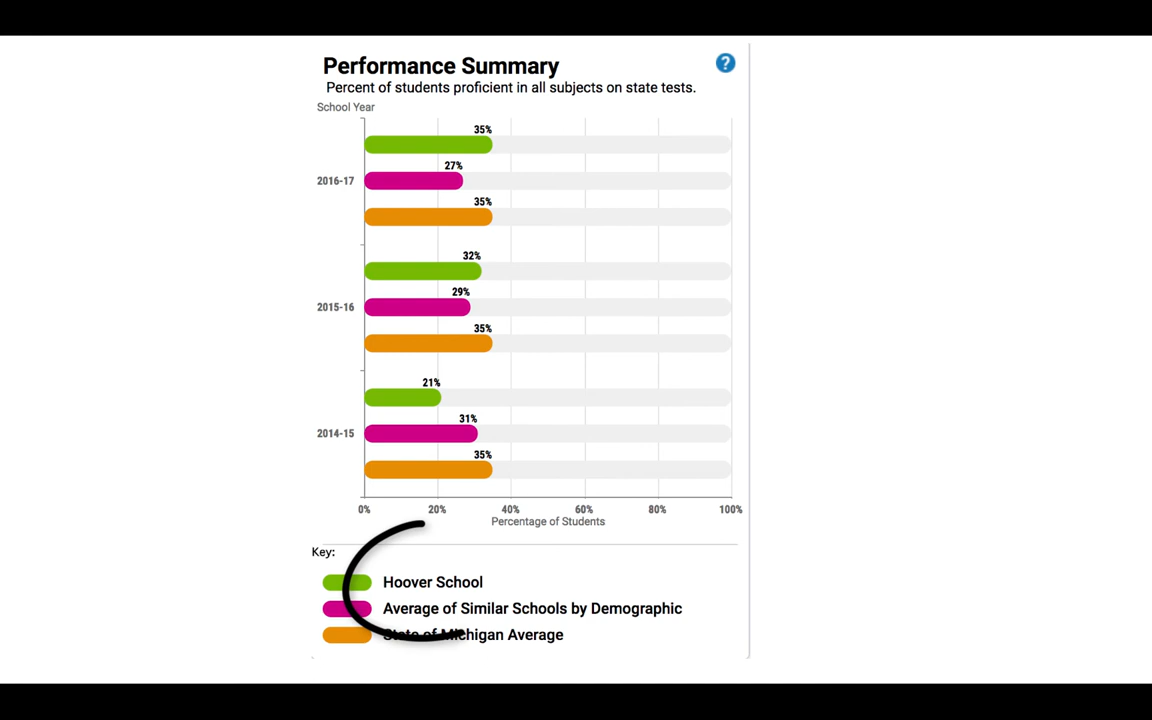 Performance Summary
?
Percent of students proficient in all subjects on state tests.
School Year
35%
2016-17
27%
35%
32%
2015-16
29%
35%
21%
2014-15
31%
35%
0% 20% 40% 60% 80% 100%
Percentage of Students
Key:
Hoover School
Average of Similar Schools by Demographic
State of Michigan Average